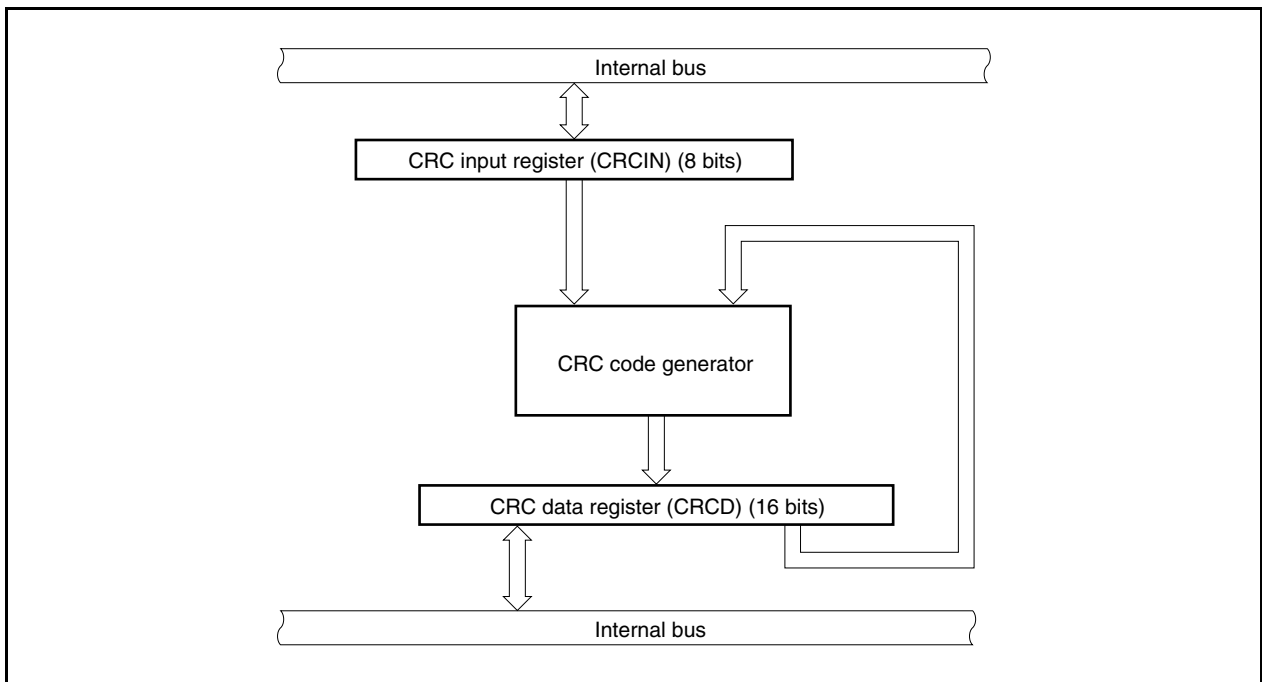 Internal bus
CRC input register (CRCIN) (8 bits)
CRC code generator
CRC data register (CRCD) (16 bits)
Internal bus